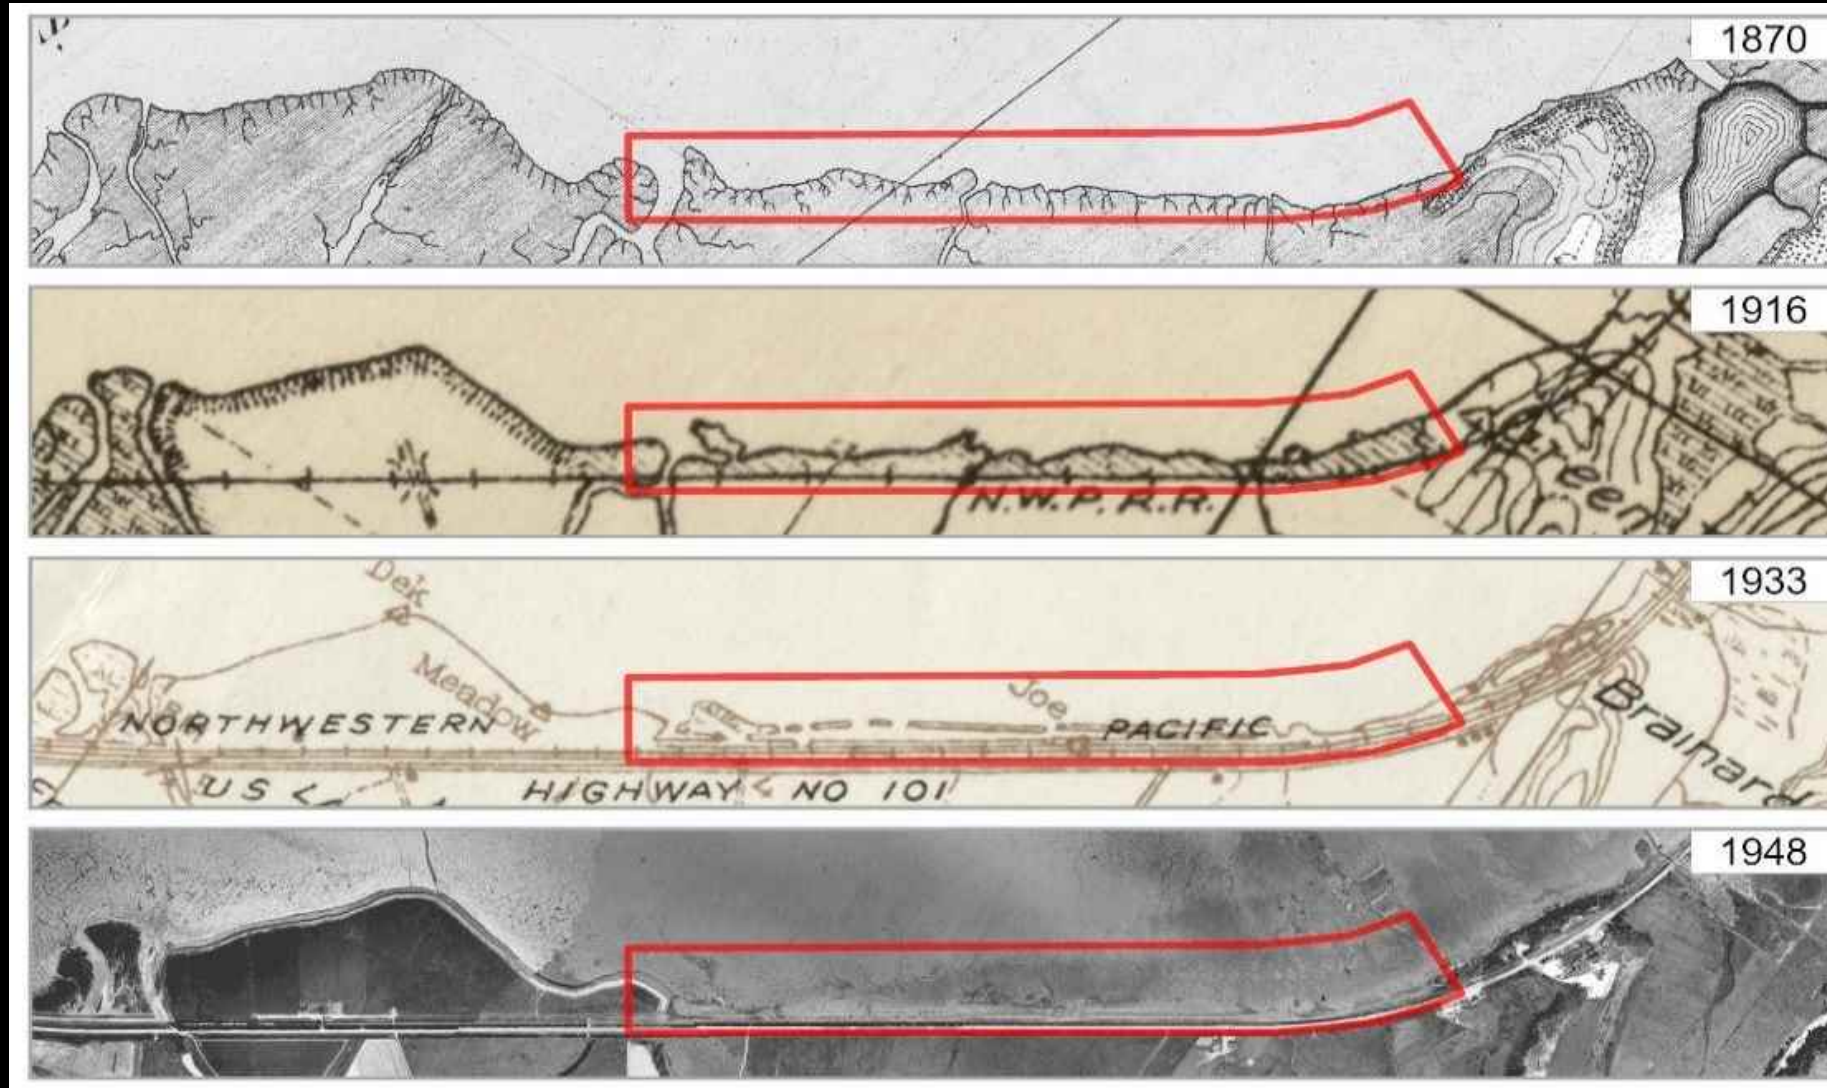 1870
1916
N.W.P.R.R.
1933
Dek
Meadow
Joe
NORTHWESTERN
PACIFIC
Brainard
US
HIGHWAY NO 101
1948